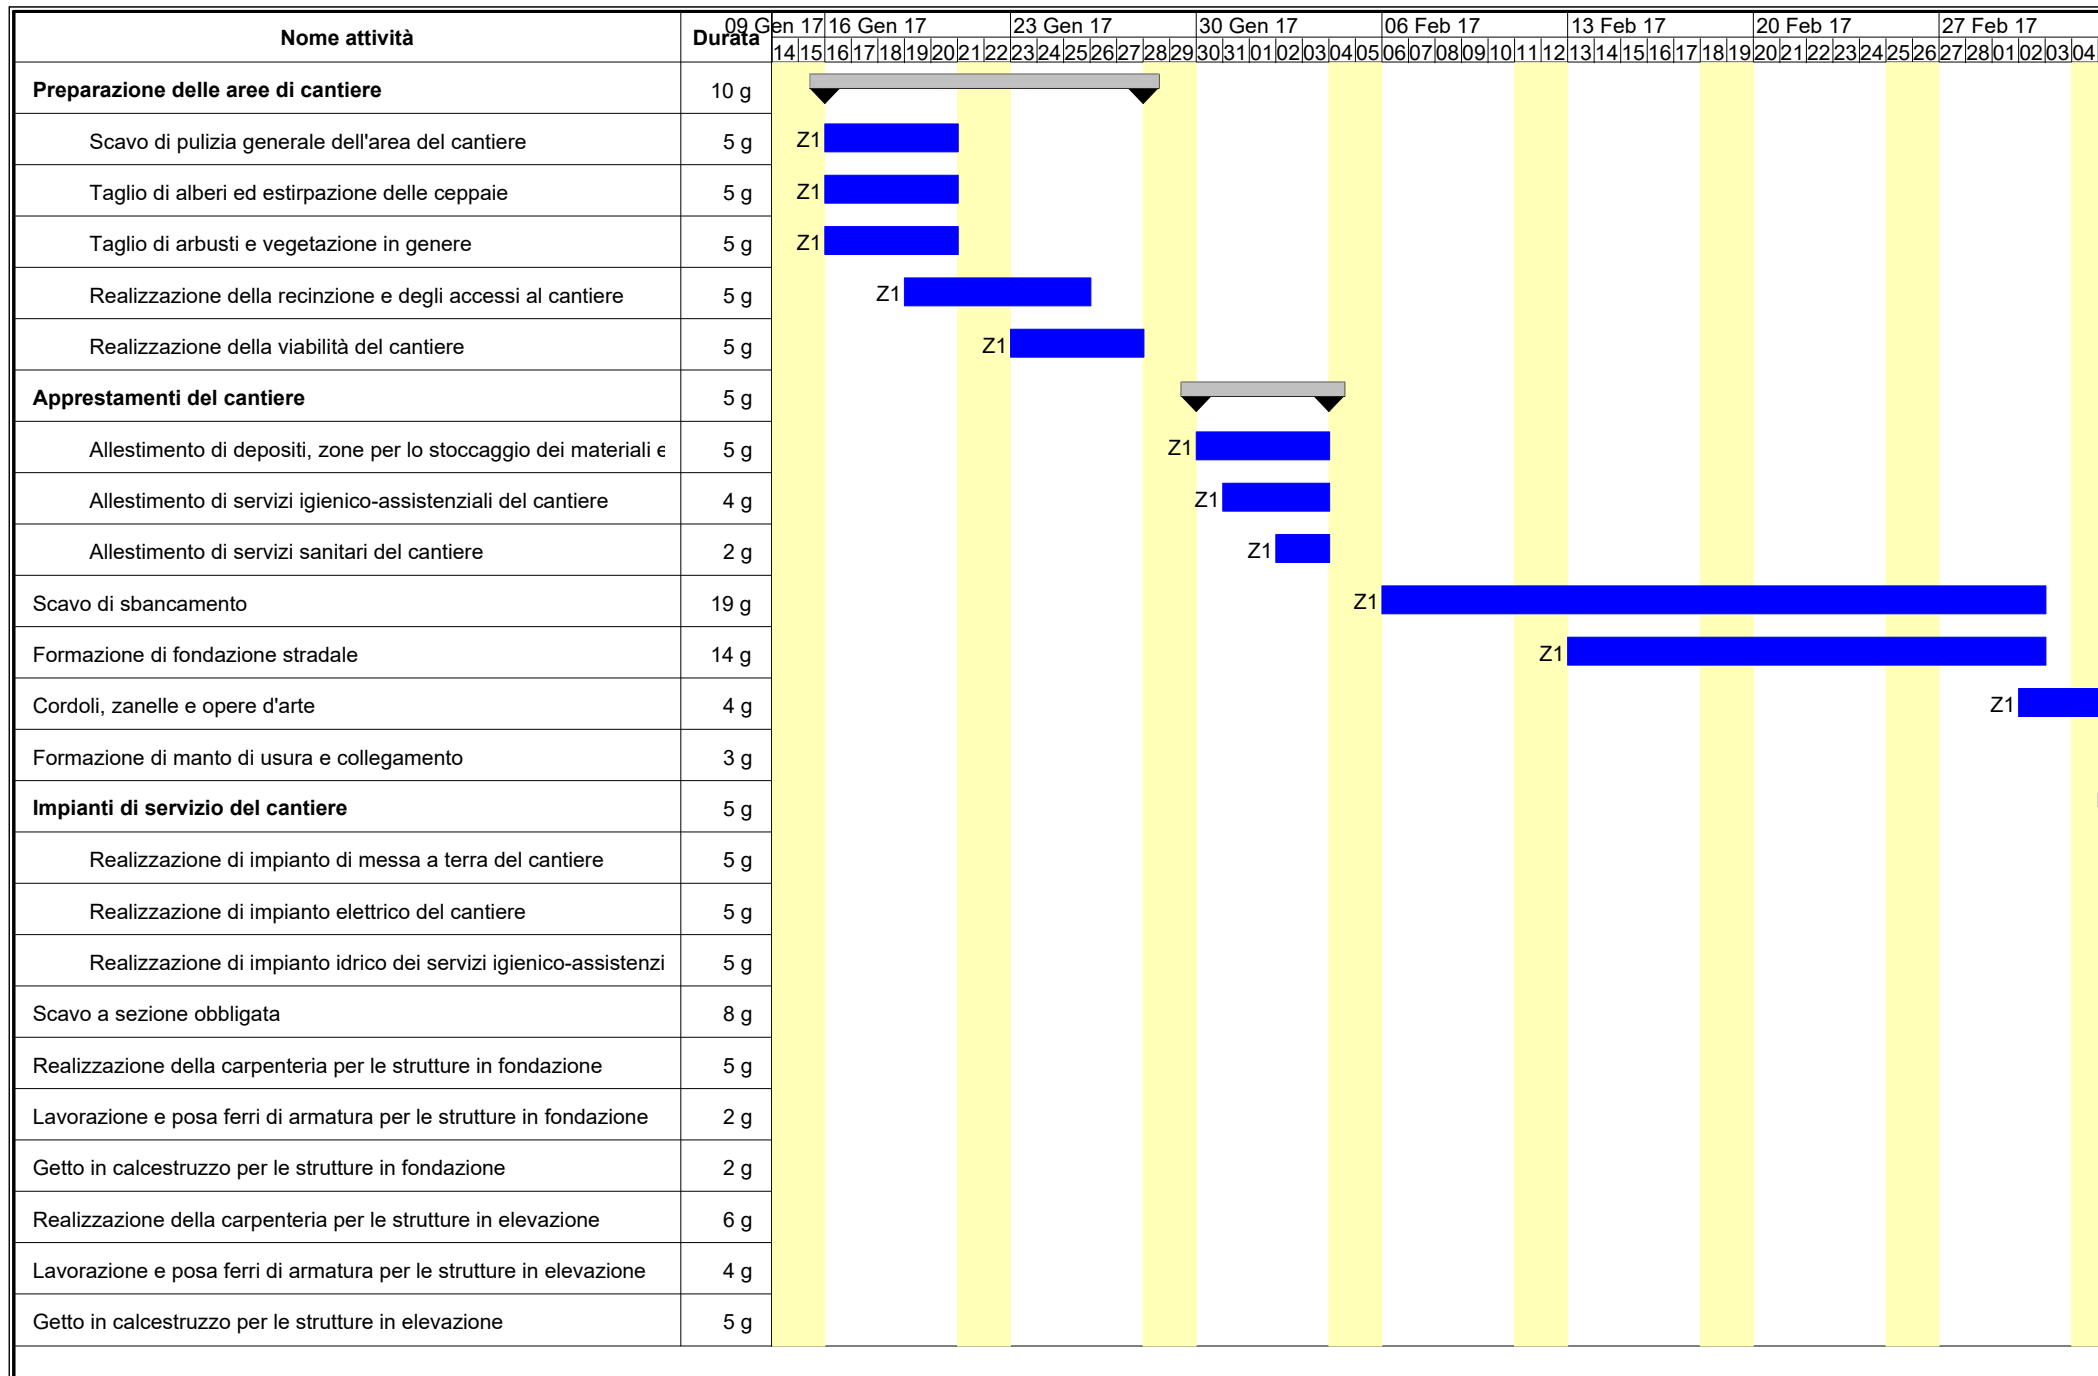 Nome attività Durata 09 Gen 17 16 Gen 17 23 Gen 17 30 Gen 17 06 Feb 17 13 Feb 17 20 Feb 17 27 Feb 17
14 15 16 17 18 19 20 21 22 23 24 25 26 27 28 29 30 31 01 02 03 04 05 06 07 08 09 10 11 12 13 14 15 16 17 18 19 20 21 22 23 24 25 26 27 28 01 02 03 04
Preparazione delle aree di cantiere 10 g
Scavo di pulizia generale dell'area del cantiere 5 g Z1
Taglio di alberi ed estirpazione delle ceppaie 5 g Z1
Taglio di arbusti e vegetazione in genere 5 g Z1
Realizzazione della recinzione e degli accessi al cantiere 5 g Z1
Realizzazione della viabilità del cantiere 5 g Z1
Apprestamenti del cantiere 5 g
Allestimento di depositi, zone per lo stoccaggio dei materiali e 5 g Z1
Allestimento di servizi igienico-assistenziali del cantiere 4 g Z1
Allestimento di servizi sanitari del cantiere 2 g Z1
Scavo di sbancamento 19 g Z1
Formazione di fondazione stradale 14 g Z1
Cordoli, zanelle e opere d'arte 4 g Z1
Formazione di manto di usura e collegamento 3 g
Impianti di servizio del cantiere 5 g
Realizzazione di impianto di messa a terra del cantiere 5 g
Realizzazione di impianto elettrico del cantiere 5 g
Realizzazione di impianto idrico dei servizi igienico-assistenzi 5 g
Scavo a sezione obbligata 8 g
Realizzazione della carpenteria per le strutture in fondazione 5 g
Lavorazione e posa ferri di armatura per le strutture in fondazione 2 g
Getto in calcestruzzo per le strutture in fondazione 2 g
Realizzazione della carpenteria per le strutture in elevazione 6 g
Lavorazione e posa ferri di armatura per le strutture in elevazione 4 g
Getto in calcestruzzo per le strutture in elevazione 5 g